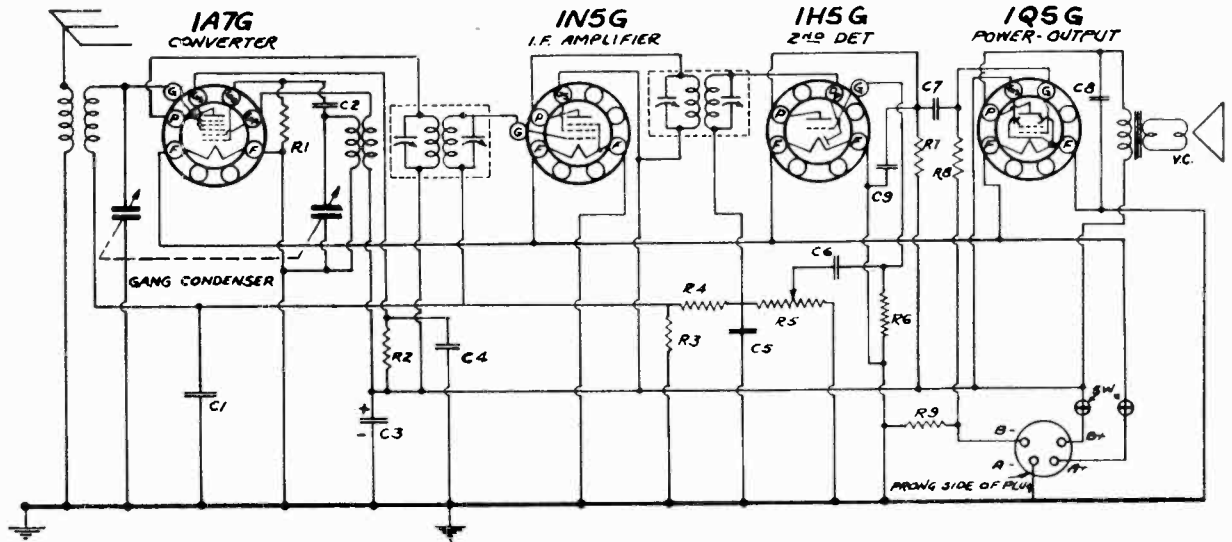 1A7G
CONVERTER
1N5G
I.F. AMPLIFIER
1H5G
2ND DET
1Q5G
POWER-OUTPUT
G
P
F
F
C2
R1
G
P
F
F
G
P
F
F
C7
R7
R8
C9
G
P
F
F
C8
V.C.
GANG CONDENSER
C6
R4
R5
R6
R3
C5
R2
C4
C1
+
-
C3
R9
SW.
B-
B+
A-
A+
PRONG SIDE OF PLUG